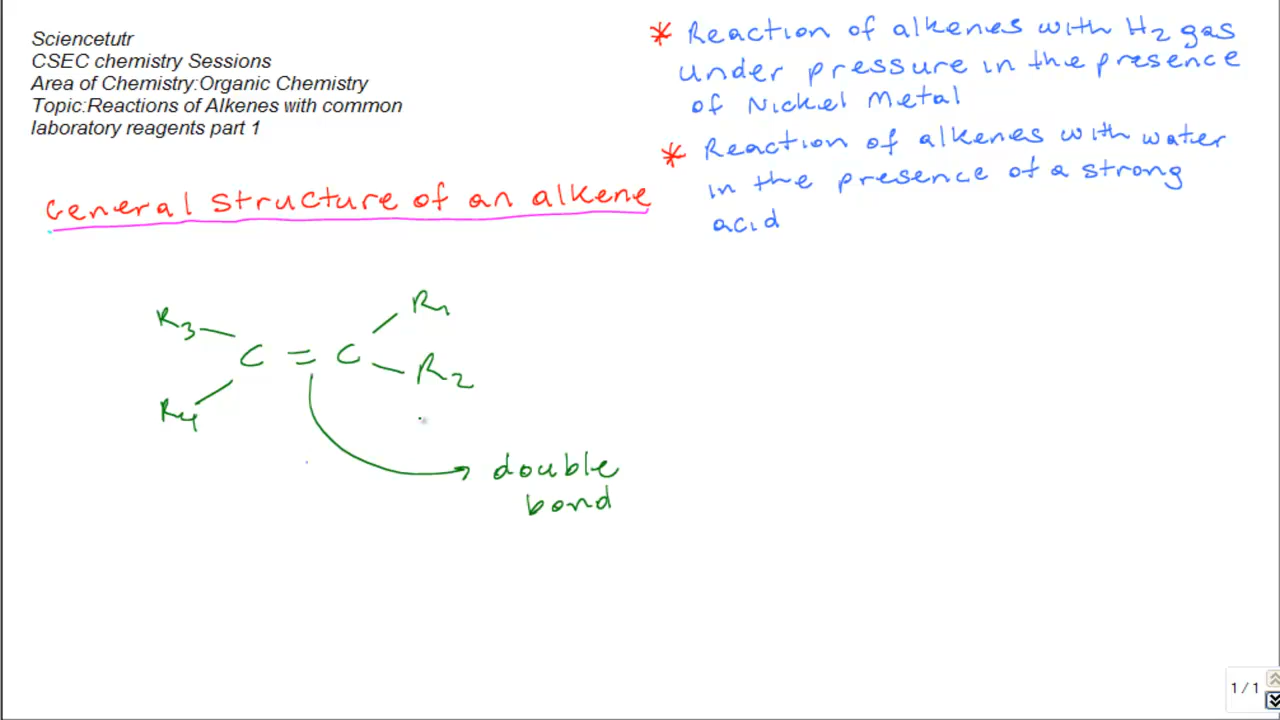 Sciencetutr
CSEC chemistry Sessions
Area of Chemistry:Organic Chemistry
Topic:Reactions of Alkenes with common
laboratory reagents part 1
* Reaction of alkenes with H2 gas
under pressure in the presence
of Nickel Metal
* Reaction of alkenes with water
in the presence of a strong
acid
General structure of an alkene
R3 R1
C = C
R4 R2
double
bond
1 / 1